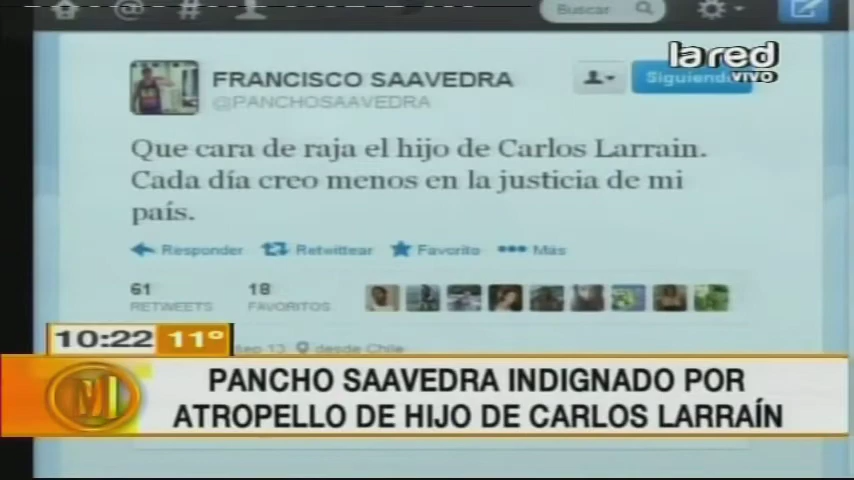 @ #
Buscar
la red
VIVO
FRANCISCO SAAVEDRA
@PANCHOSAAVEDRA
Siguiendo
Que cara de raja el hijo de Carlos Larrain.
Cada día creo menos en la justicia de mi
país.
Responder Retwittear Favorito Más
61 18
RETWEETS FAVORITOS
10:22 11°
sep 13 desde Chile
M
PANCHO SAAVEDRA INDIGNADO POR
ATROPELLO DE HIJO DE CARLOS LARRAÍN